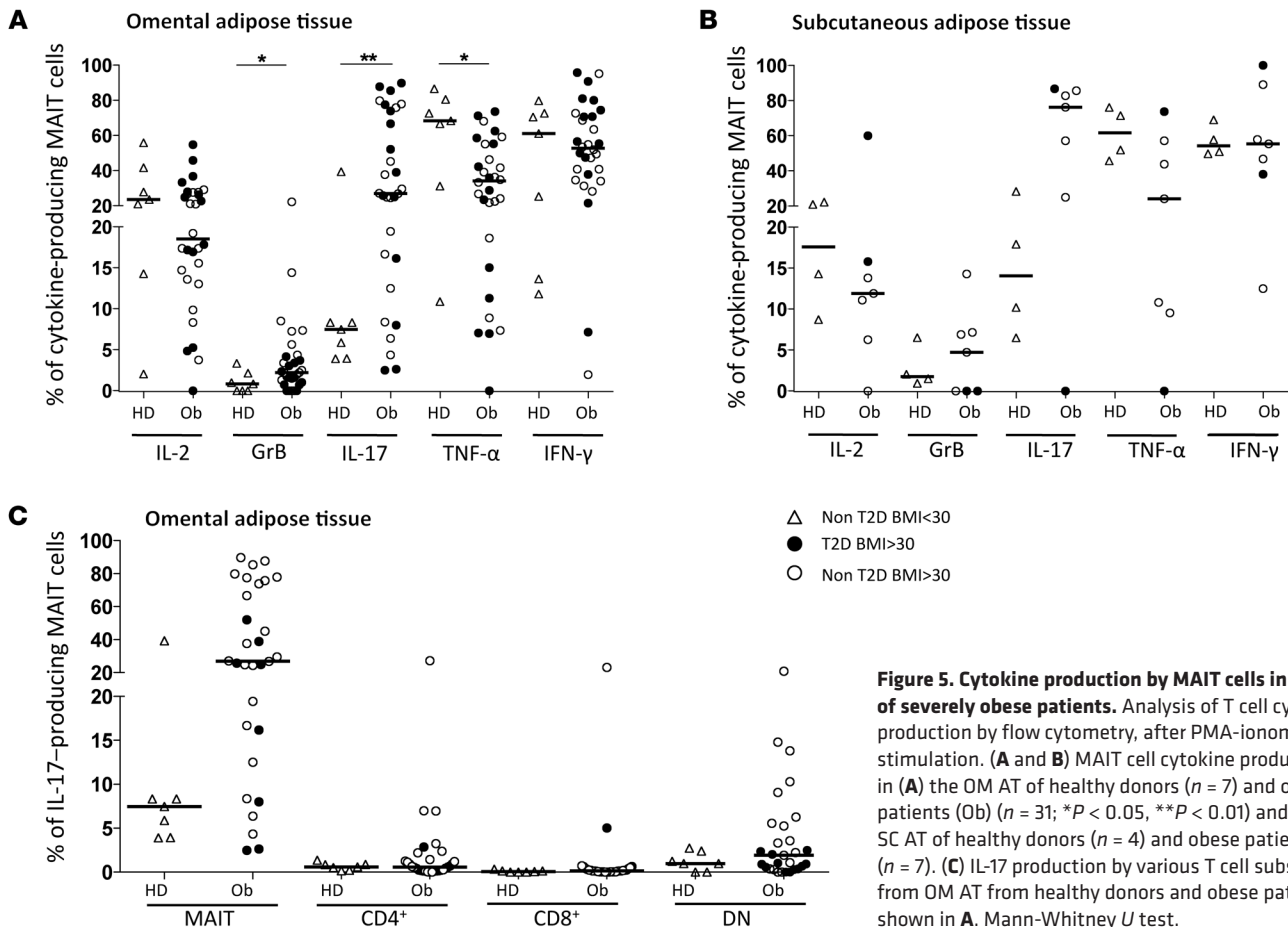 A
Omental adipose tissue
% of cytokine-producing MAIT cells
100
80
60
40
20
20
15
10
5
0
* ** *
HD Ob HD Ob HD Ob HD Ob HD Ob
IL-2 GrB IL-17 TNF-α IFN-γ
B
Subcutaneous adipose tissue
% of cytokine-producing MAIT cells
100
80
60
40
20
20
15
10
5
0
HD Ob HD Ob HD Ob HD Ob HD Ob
IL-2 GrB IL-17 TNF-α IFN-γ
C
Omental adipose tissue
% of IL-17–producing MAIT cells
100
80
60
40
20
20
15
10
5
0
HD Ob HD Ob HD Ob HD Ob
MAIT CD4+ CD8+ DN
Non T2D BMI<30
T2D BMI>30
Non T2D BMI>30
Figure 5. Cytokine production by MAIT cells in
of severely obese patients. Analysis of T cell cy
production by flow cytometry, after PMA-ionom
stimulation. (A and B) MAIT cell cytokine produc
in (A) the OM AT of healthy donors (n = 7) and o
patients (Ob) (n = 31; *P < 0.05, **P < 0.01) and
SC AT of healthy donors (n = 4) and obese patie
(n = 7). (C) IL-17 production by various T cell subs
from OM AT from healthy donors and obese pat
shown in A. Mann-Whitney U test.